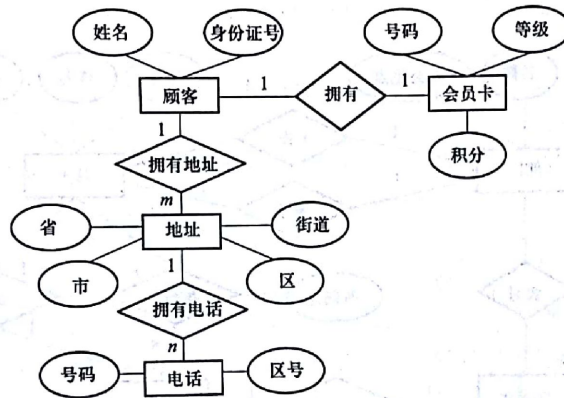 姓名 身份证号 号码 等级
顾客 1 拥有 1 会员卡
1 积分
拥有地址
m
省 地址 街道
市 1 区
拥有电话
n
号码 电话 区号